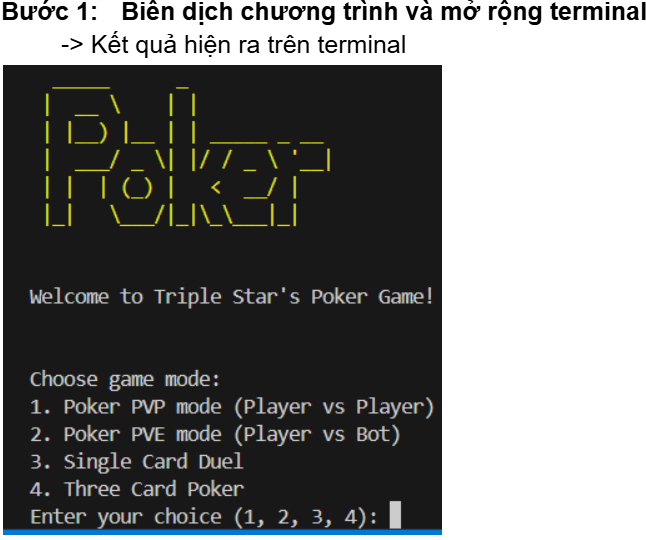 Bước 1: Biên dịch chương trình và mở rộng terminal
-> Kết quả hiện ra trên terminal
Poker
Welcome to Triple Star's Poker Game!
Choose game mode:
1. Poker PVP mode (Player vs Player)
2. Poker PVE mode (Player vs Bot)
3. Single Card Duel
4. Three Card Poker
Enter your choice (1, 2, 3, 4):